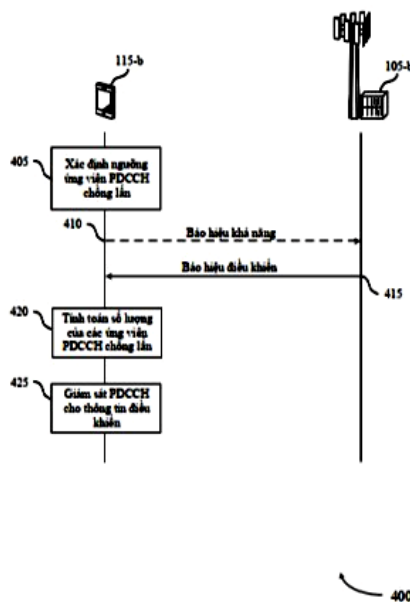 115-b
105-b
405
Xác định ngưỡng
ứng viên PDCCH
chồng lấn
410
Báo hiệu khả năng
Báo hiệu điều khiển
415
420
Tính toán số lượng
của các ứng viên
PDCCH chồng lấn
425
Giám sát PDCCH
cho thông tin điều
khiển
400